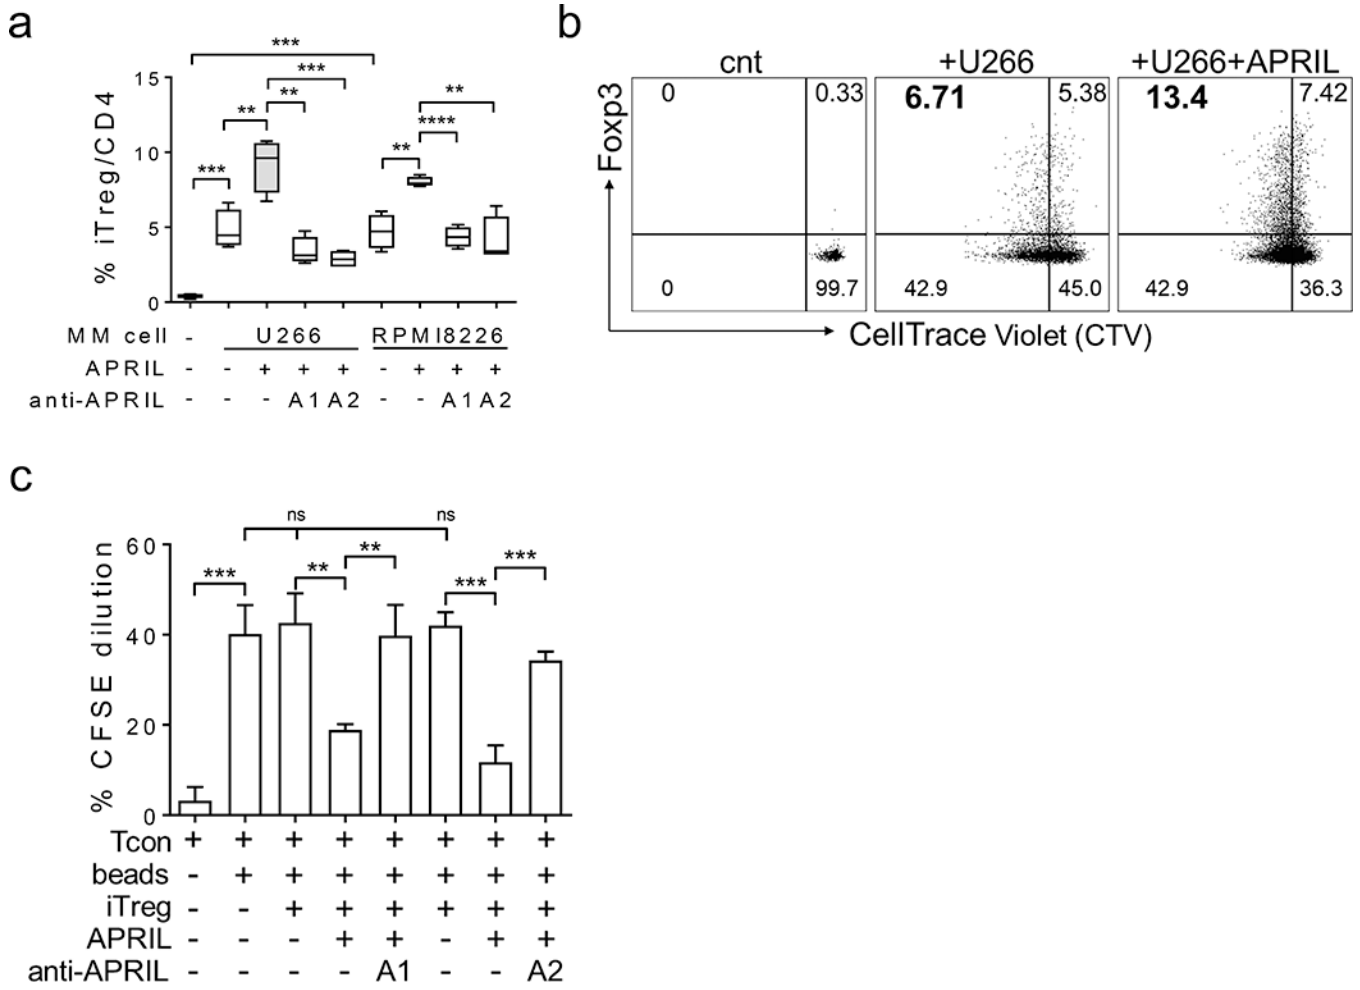 a
***
***
**
**
**
****
**
***
15
10
5
0
% iTreg/CD4
MM cell - U266 RPMI8226
APRIL - - + + + - + + +
anti-APRIL - - - A1 A2 - - A1 A2
b
cnt +U266 +U266+APRIL
Foxp3
0 0.33 6.71 5.38 13.4 7.42
0 99.7 42.9 45.0 42.9 36.3
CellTrace Violet (CTV)
c
ns ns
**
***
***
**
***
60
40
20
0
% CFSE dilution
Tcon + + + + + + + +
beads - + + + + + + +
iTreg - - + + + + + +
APRIL - - - + + - + +
anti-APRIL - - - - A1 - - A2